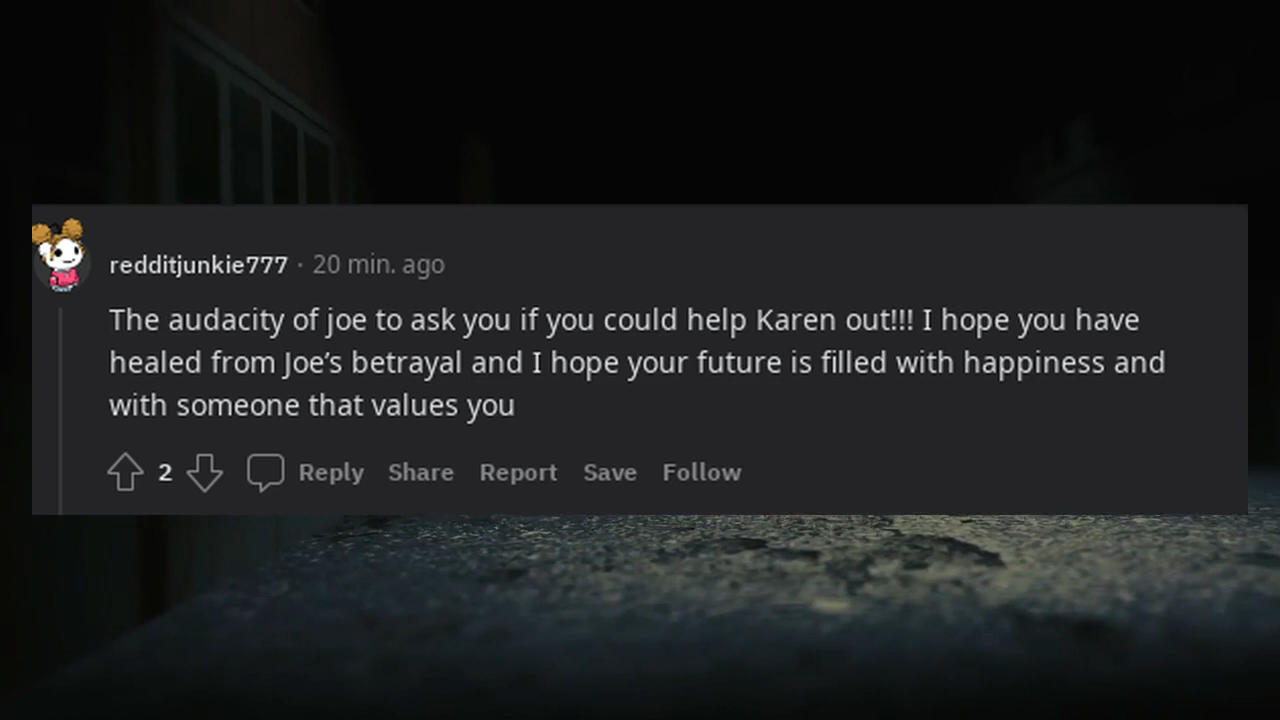 redditjunkie777 · 20 min. ago
The audacity of joe to ask you if you could help Karen out!!! I hope you have
healed from Joe’s betrayal and I hope your future is filled with happiness and
with someone that values you
2 Reply Share Report Save Follow